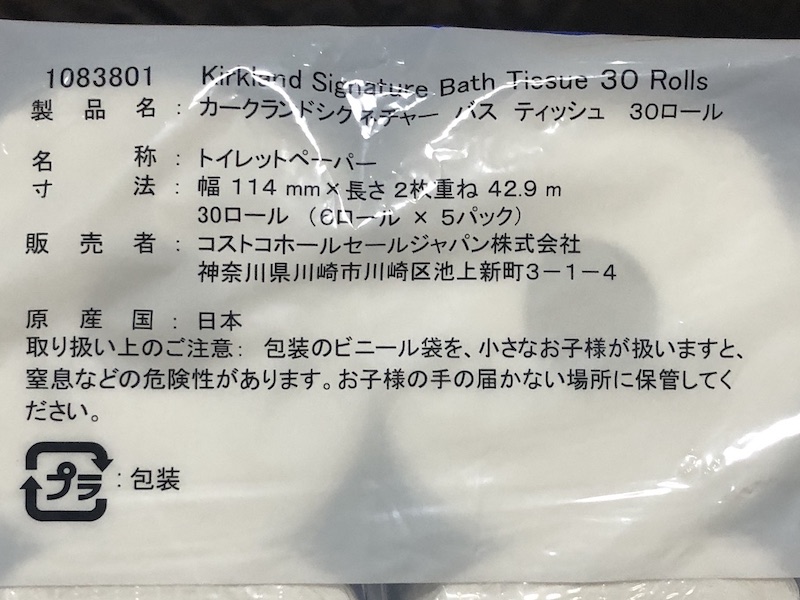 1083801 Kirkland Signature Bath Tissue 30 Rolls
製品名：カークランドシグネチャー バス ティッシュ 30ロール
名称：トイレットペーパー
寸法：幅 114 mm×長さ 2枚重ね 42.9 m
30ロール （6ロール × 5パック）
販売者：コストコホールセールジャパン株式会社
神奈川県川崎市川崎区池上新町3－1－4
原産国：日本
取り扱い上のご注意： 包装のビニール袋を、小さなお子様が扱いますと、
窒息などの危険性があります。お子様の手の届かない場所に保管してく
ださい。
プラ：包装